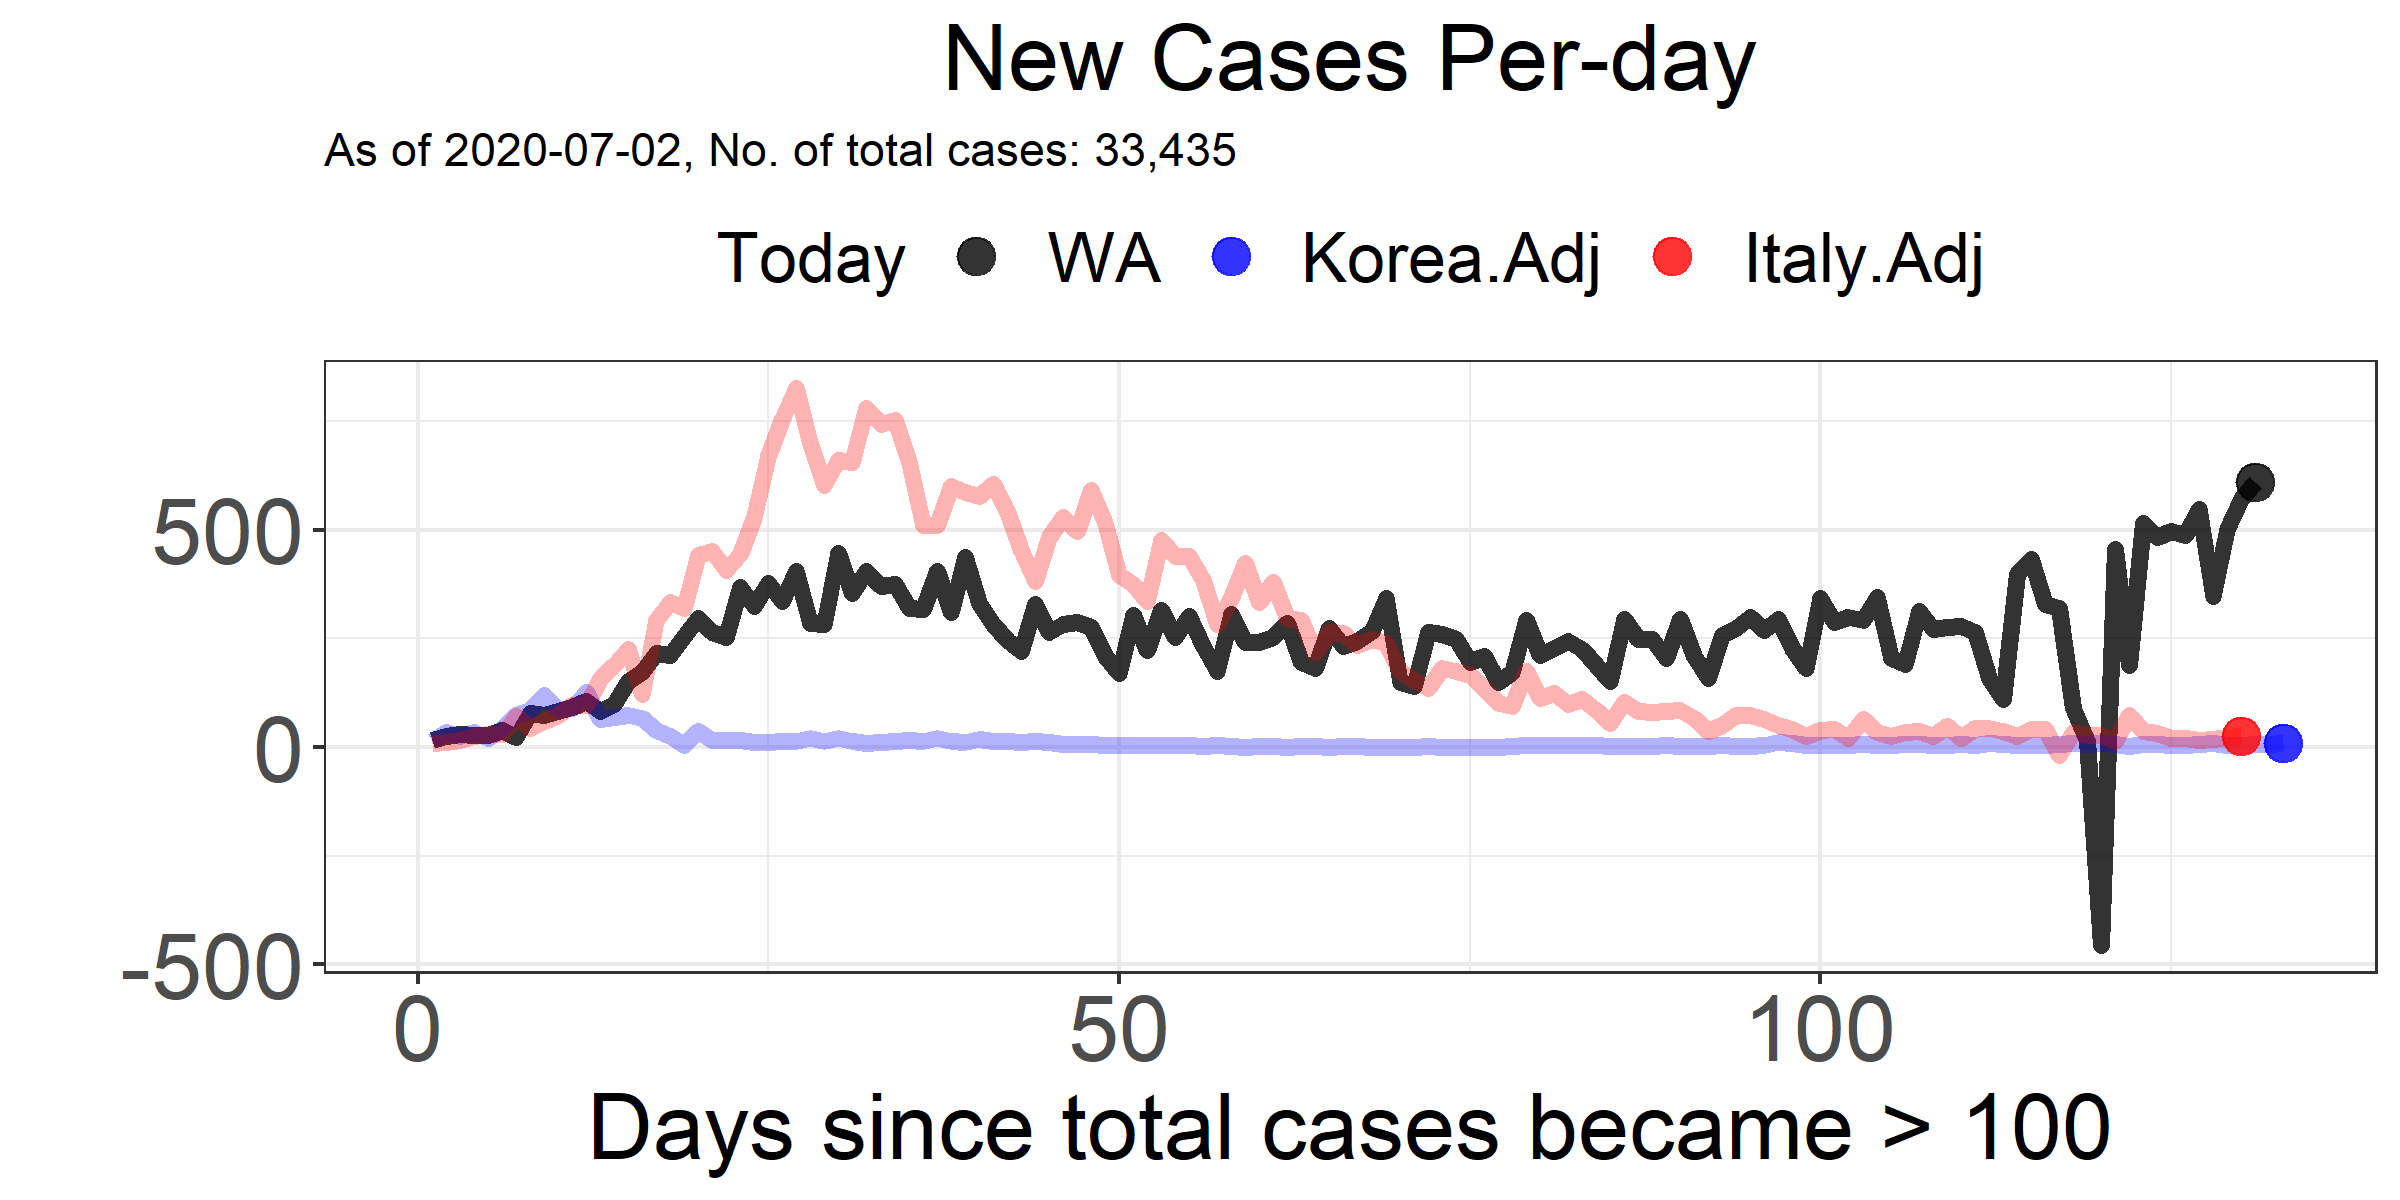 New Cases Per-day
As of 2020-07-02, No. of total cases: 33,435
Today WA Korea.Adj Italy.Adj
500
0
-500
0 50 100
Days since total cases became > 100